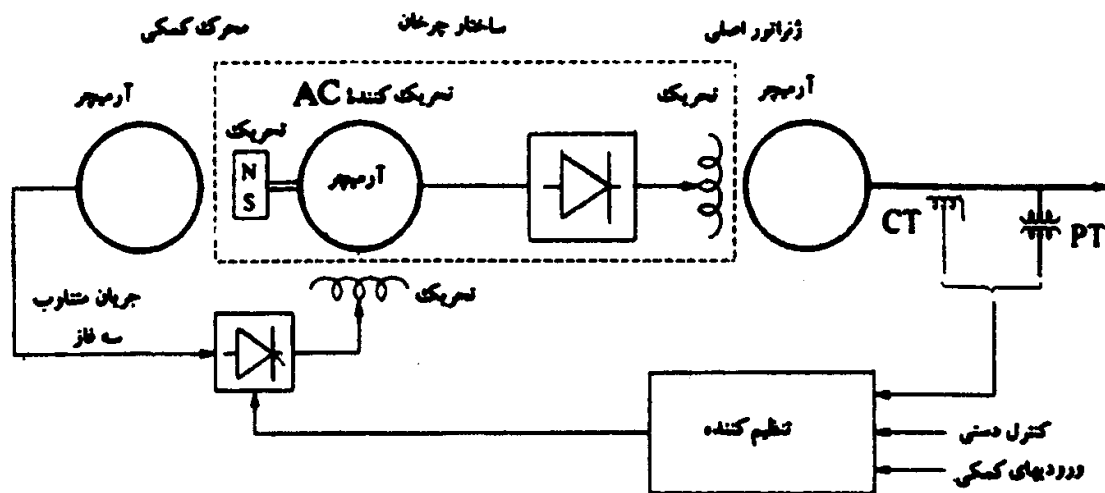 ژنراتور اصلی
ساختار چرخان
محرک کمکی
آرمیچر
تحریک
تحریک کنندۀ AC
تحریک
آرمیچر
آرمیچر
N
S
CT
PT
تحریک
جریان متناوب
سه فاز
تنظیم کننده
کنترل دستی
ورودیهای کمکی